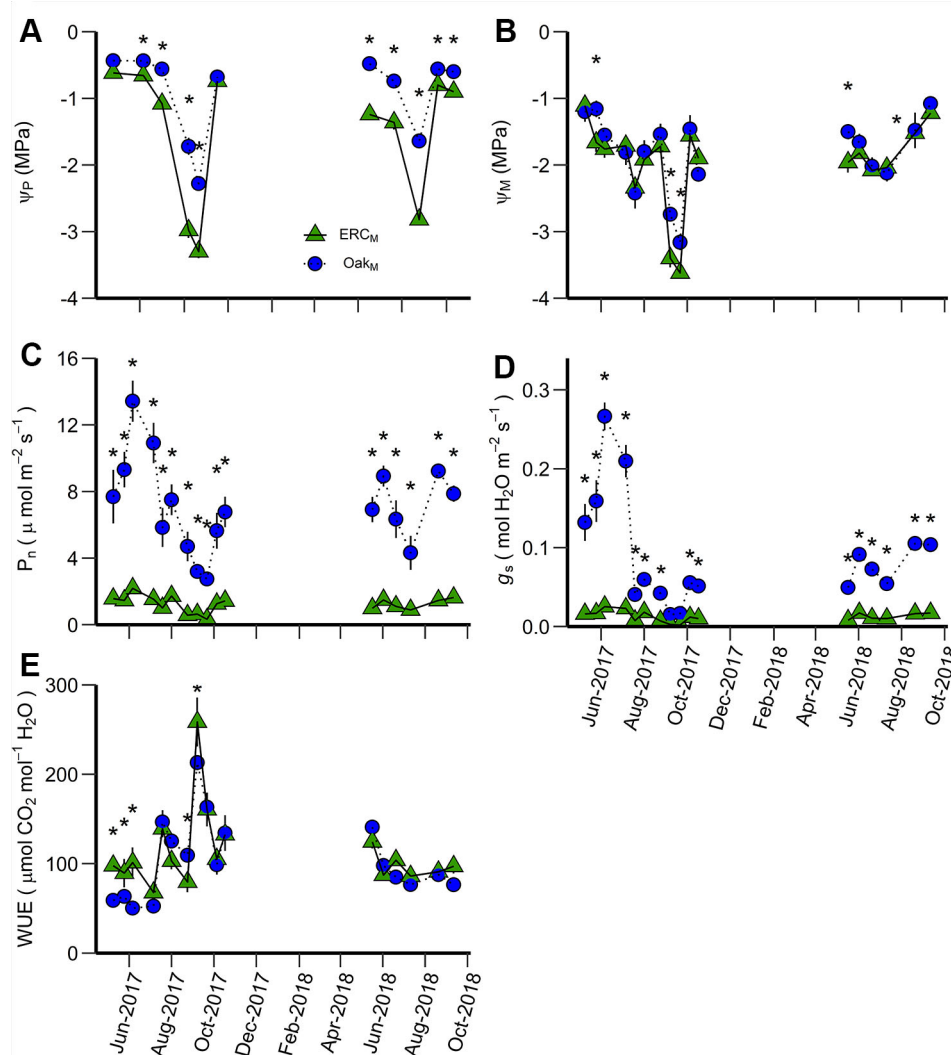 A
0
-1
-2
-3
-4
ψP (MPa)
* * * * *
* * * * *
ERCM
OakM
B
0
-1
-2
-3
-4
ψM (MPa)
* * *
* *
C
16
12
8
4
0
Pn ( μ mol m−2 s−1 )
* * * * * * * * * * *
* * * * * *
D
0.3
0.2
0.1
0.0
gs ( mol H2O m−2 s−1 )
* * * * * * * * *
* * * * * *
Jun-2017
Aug-2017
Oct-2017
Dec-2017
Feb-2018
Apr-2018
Jun-2018
Aug-2018
Oct-2018
E
300
200
100
0
WUE ( μmol CO2 mol−1 H2O )
* * * * *
Jun-2017
Aug-2017
Oct-2017
Dec-2017
Feb-2018
Apr-2018
Jun-2018
Aug-2018
Oct-2018